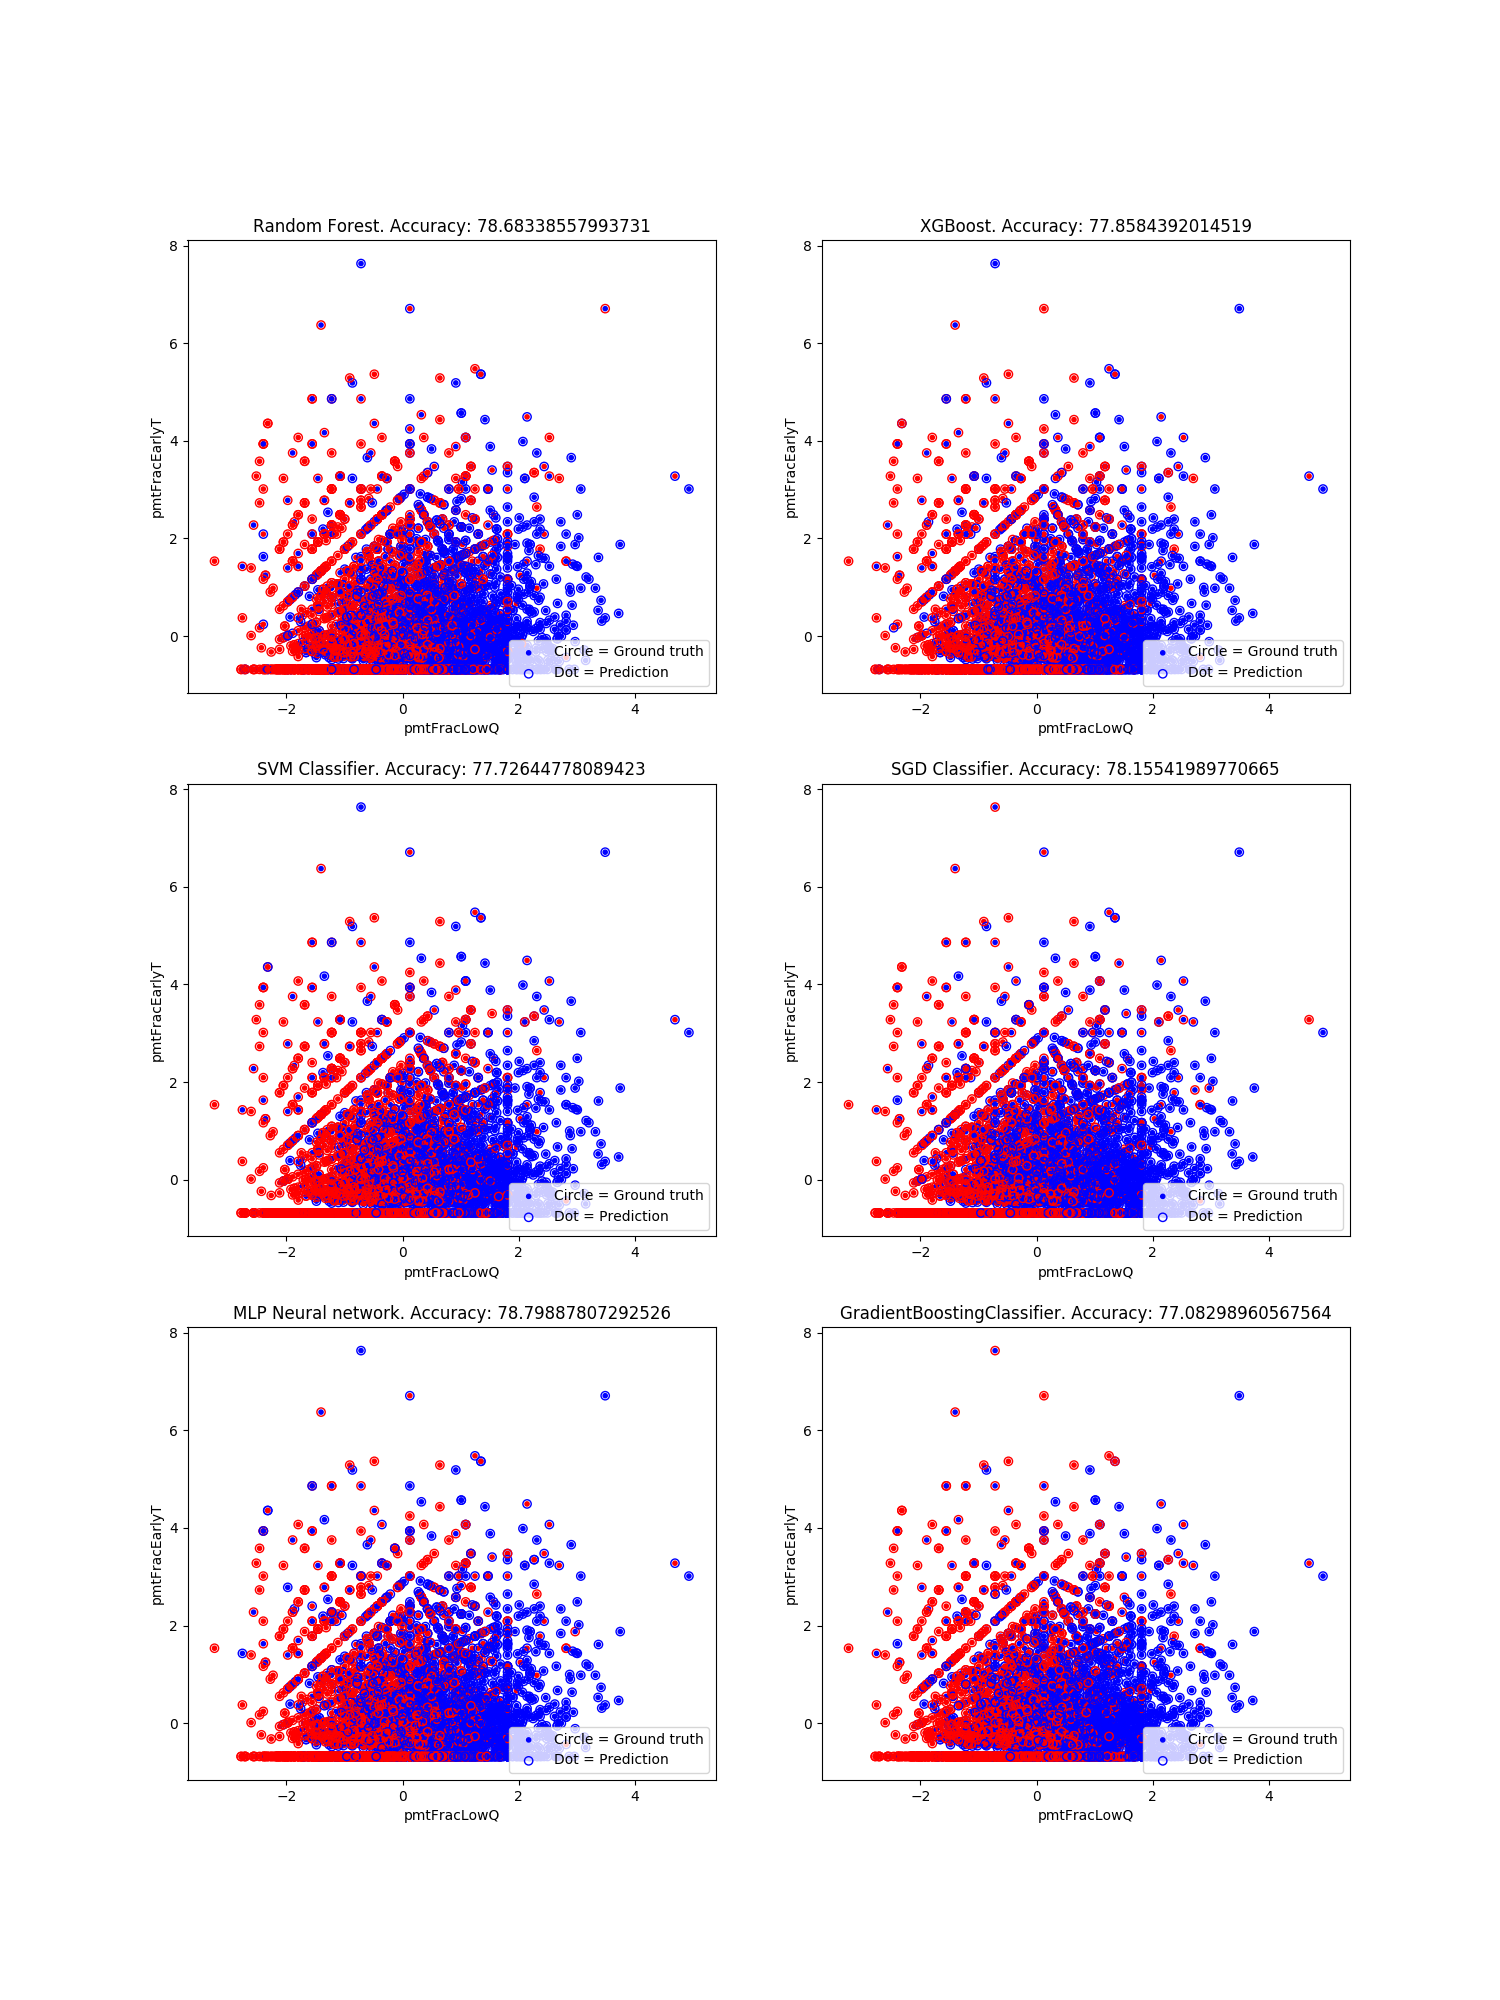 Random Forest. Accuracy: 78.68338557993731
8
6
4
2
0
pmtFracEarlyT
Circle = Ground truth
Dot = Prediction
−2 0 2 4
pmtFracLowQ
XGBoost. Accuracy: 77.8584392014519
8
6
4
2
0
pmtFracEarlyT
Circle = Ground truth
Dot = Prediction
−2 0 2 4
pmtFracLowQ
SVM Classifier. Accuracy: 77.72644778089423
8
6
4
2
0
pmtFracEarlyT
Circle = Ground truth
Dot = Prediction
−2 0 2 4
pmtFracLowQ
SGD Classifier. Accuracy: 78.15541989770665
8
6
4
2
0
pmtFracEarlyT
Circle = Ground truth
Dot = Prediction
−2 0 2 4
pmtFracLowQ
MLP Neural network. Accuracy: 78.79887807292526
8
6
4
2
0
pmtFracEarlyT
Circle = Ground truth
Dot = Prediction
−2 0 2 4
pmtFracLowQ
GradientBoostingClassifier. Accuracy: 77.08298960567564
8
6
4
2
0
pmtFracEarlyT
Circle = Ground truth
Dot = Prediction
−2 0 2 4
pmtFracLowQ